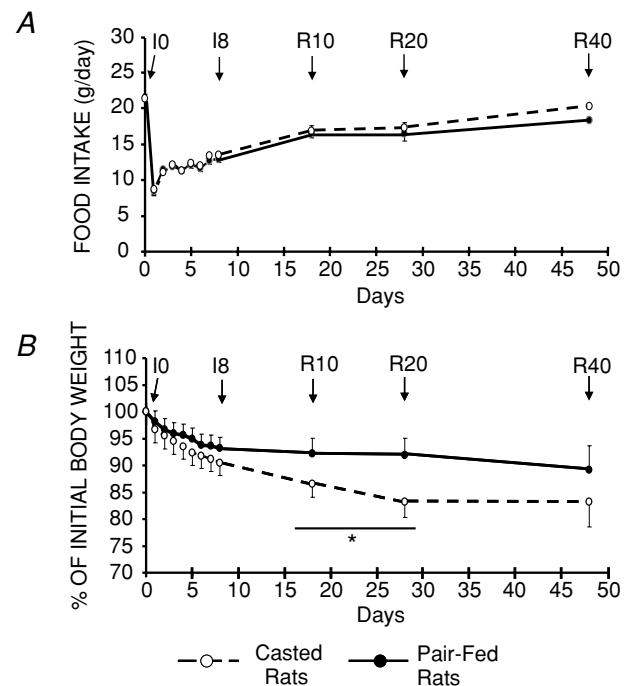 A
FOOD INTAKE (g/day)
30
25
20
15
10
5
0
I0
I8
R10
R20
R40
0 5 10 15 20 25 30 35 40 45 50
Days
B
% OF INITIAL BODY WEIGHT
110
105
100
95
90
85
80
75
70
I0
I8
R10
R20
R40
*
0 5 10 15 20 25 30 35 40 45 50
Days
Casted
Rats
Pair-Fed
Rats